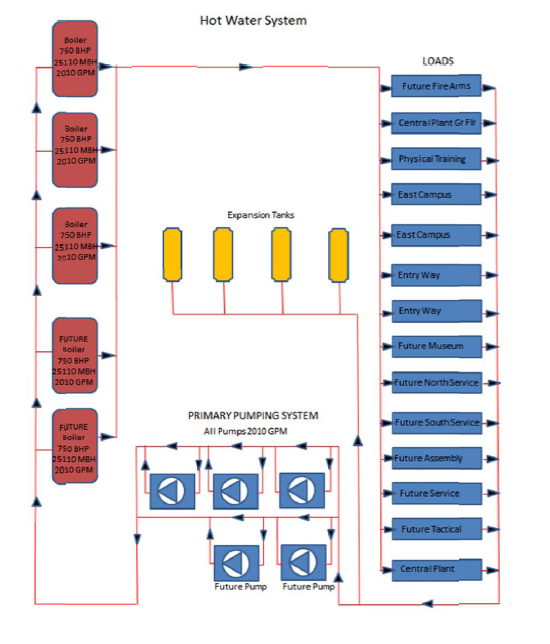 Hot Water System
Boiler
750 BHP
25110 MBH
2010 GPM
Boiler
750 BHP
25110 MBH
2010 GPM
Boiler
750 BHP
25110 MBH
2010 GPM
FUTURE
Boiler
750 BHP
25110 MBH
2010 GPM
FUTURE
Boiler
750 BHP
25110 MBH
2010 GPM
Expansion Tanks
PRIMARY PUMPING SYSTEM
All Pumps 2010 GPM
Future Pump
Future Pump
LOADS
Future Fire Arms
Central Plant Gr Flr
Physical Training
East Campus
East Campus
Entry Way
Entry Way
Future Museum
Future North Service
Future South Service
Future Assembly
Future Service
Future Tactical
Central Plant